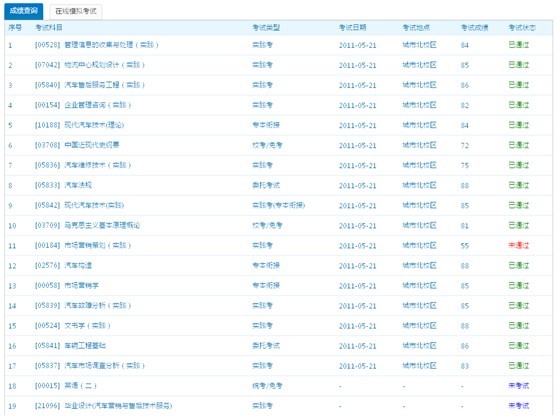 成绩查询 在线模拟考试
序号 考试科目 考试类型 考试日期 考试地点 考试成绩 考试状态
1 [00528] 管理信息的收集与处理（实践） 实践考 2011-05-21 城市北校区 84 已通过
2 [07042] 物流中心规划设计（实践） 实践考 2011-05-21 城市北校区 85 已通过
3 [05840] 汽车售后服务工程（实践） 实践考 2011-05-21 城市北校区 86 已通过
4 [00154] 企业管理咨询（实践） 实践考 2011-05-21 城市北校区 82 已通过
5 [10188] 现代汽车技术(理论) 专本衔接 2011-05-21 城市北校区 84 已通过
6 [03708] 中国近现代史纲要 校考/免考 2011-05-21 城市北校区 72 已通过
7 [05836] 汽车维修技术（实践） 实践考 2011-05-21 城市北校区 75 已通过
8 [05833] 汽车法规 委托考试 2011-05-21 城市北校区 88 已通过
9 [05842] 现代汽车技术(实践) 实践考(专本衔接) 2011-05-21 城市北校区 85 已通过
10 [03709] 马克思主义基本原理概论 校考/免考 2011-05-21 城市北校区 81 已通过
11 [00184] 市场营销策划（实践） 实践考 2011-05-21 城市北校区 55 未通过
12 [02576] 汽车构造 专本衔接 2011-05-21 城市北校区 88 已通过
13 [00058] 市场营销学 专本衔接 2011-05-21 城市北校区 85 已通过
14 [05839] 汽车故障分析（实践） 实践考 2011-05-21 城市北校区 85 已通过
15 [00524] 文书学（实践） 实践考 2011-05-21 城市北校区 88 已通过
16 [05841] 车辆工程基础 委托考试 2011-05-21 城市北校区 86 已通过
17 [05837] 汽车市场调查分析（实践） 实践考 2011-05-21 城市北校区 83 已通过
18 [00015] 英语（二） 统考/免考 - - - 未考试
19 [21096] 毕业设计(汽车营销与售后技术服务) 实践考 - - - 未考试